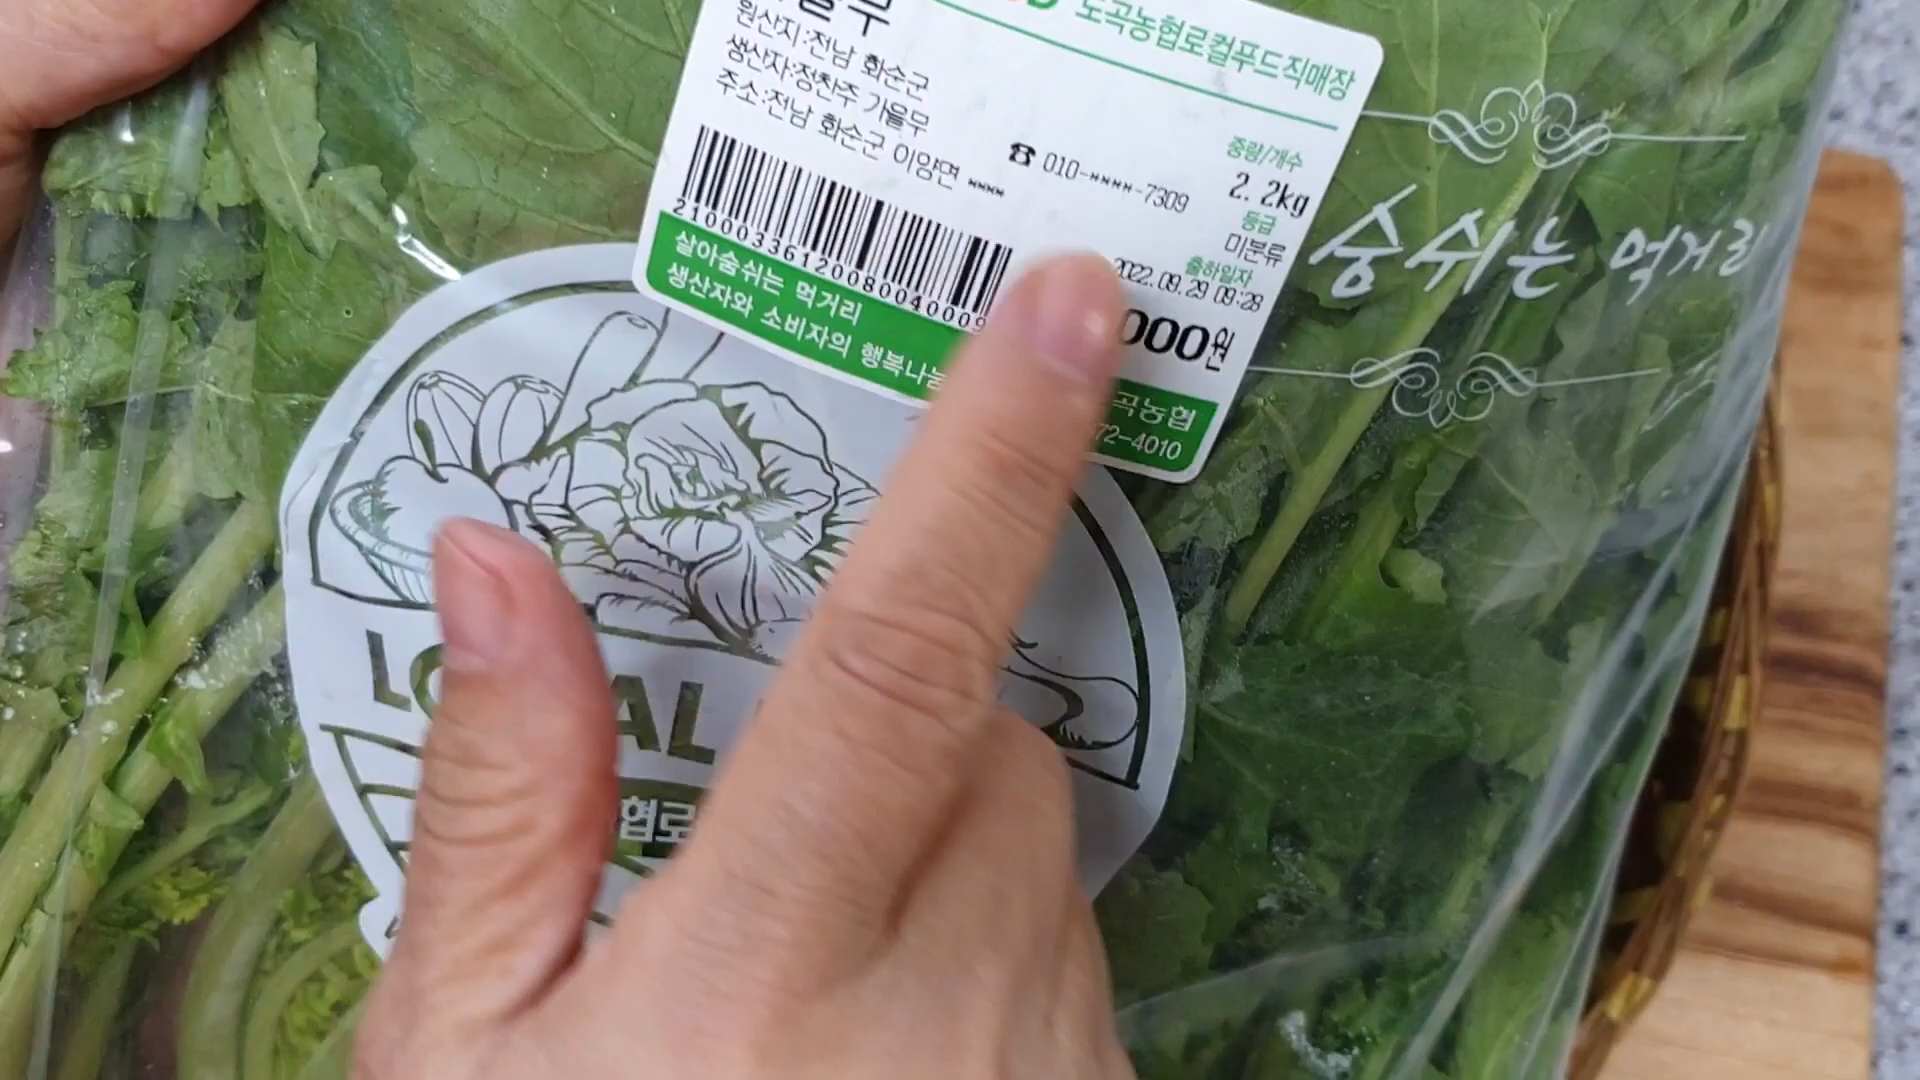 도곡농협로컬푸드직매장
원산지:전남 화순군
생산자:정찬주 가을무
주소:전남 화순군 이양면 ****
☎ 010-****-7309
중량/개수
2.2kg
등급
미분류
출하일자
2022.09.29 09:28
000원
살아숨쉬는 먹거리
생산자와 소비자의 행복나눔
곡농협
72-4010
숨쉬는 먹거리
협로